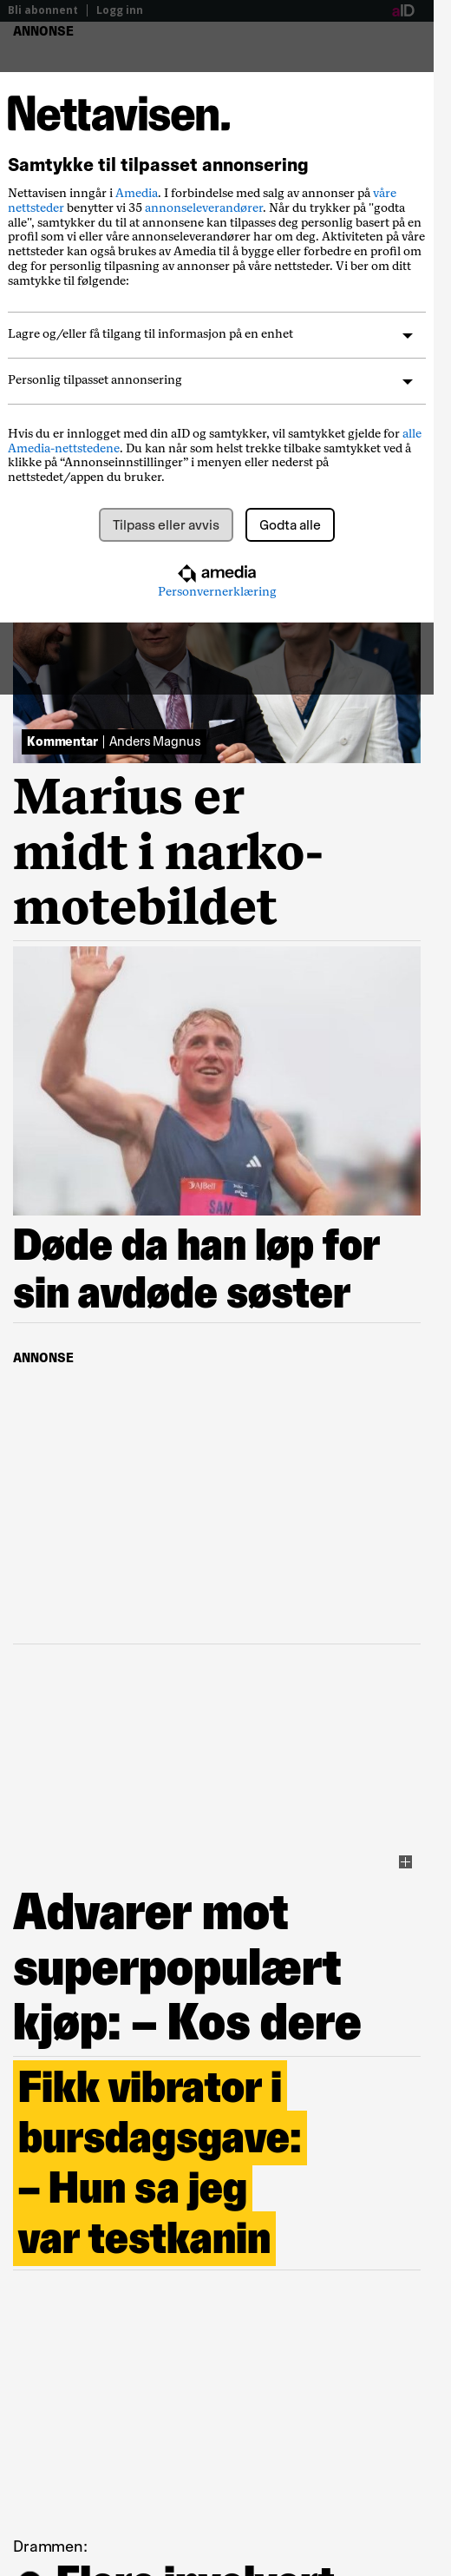 Bli abonnent | Logg inn
aID
ANNONSE
Nettavisen.
Samtykke til tilpasset annonsering
Nettavisen inngår i Amedia. I forbindelse med salg av annonser på våre
nettsteder benytter vi 35 annonseleverandører. Når du trykker på "godta
alle", samtykker du til at annonsene kan tilpasses deg personlig basert på en
profil som vi eller våre annonseleverandører har om deg. Aktiviteten på våre
nettsteder kan også brukes av Amedia til å bygge eller forbedre en profil om
deg for personlig tilpasning av annonser på våre nettsteder. Vi ber om ditt
samtykke til følgende:
Lagre og/eller få tilgang til informasjon på en enhet
Personlig tilpasset annonsering
Hvis du er innlogget med din aID og samtykker, vil samtykket gjelde for alle
Amedia-nettstedene. Du kan når som helst trekke tilbake samtykket ved å
klikke på “Annonseinnstillinger” i menyen eller nederst på
nettstedet/appen du bruker.
Tilpass eller avvis
Godta alle
amedia
Personvernerklæring
Kommentar | Anders Magnus
Marius er
midt i narko-
motebildet
AJBell
SAM
Døde da han løp for
sin avdøde søster
ANNONSE
Advarer mot
superpopulært
kjøp: – Kos dere
Fikk vibrator i
bursdagsgave:
– Hun sa jeg
var testkanin
Drammen: